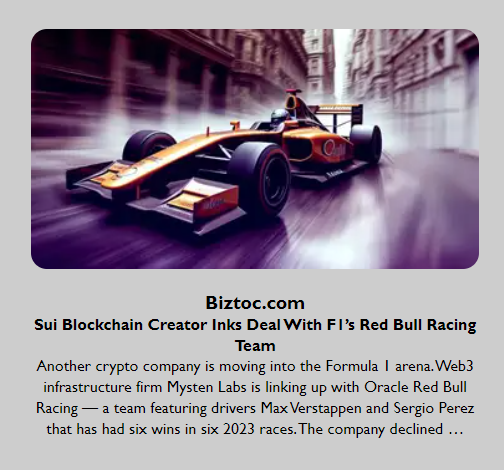 Biztoc.com
Sui Blockchain Creator Inks Deal With F1's Red Bull Racing
Team
Another crypto company is moving into the Formula 1 arena. Web3
infrastructure firm Mysten Labs is linking up with Oracle Red Bull
Racing — a team featuring drivers Max Verstappen and Sergio Perez
that has had six wins in six 2023 races. The company declined …